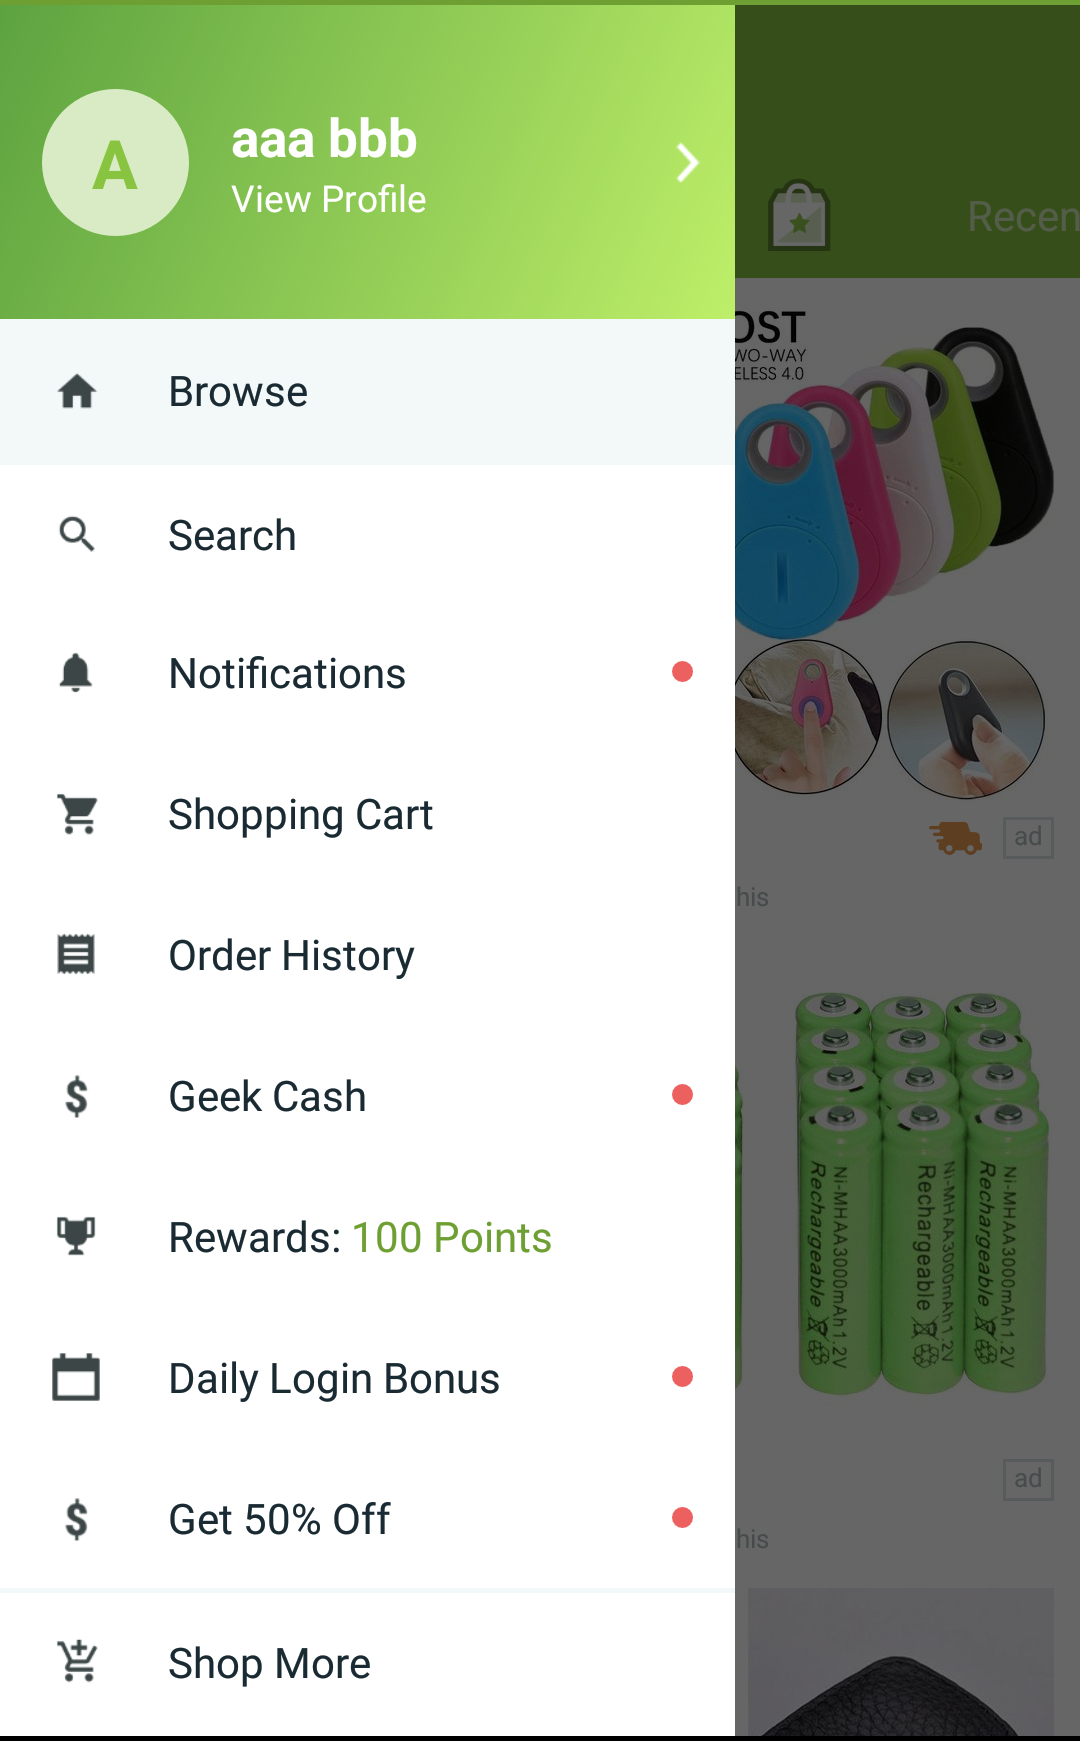 A
aaa bbb
View Profile
Recen
Browse
Search
Notifications
Shopping Cart
Order History
Geek Cash
Rewards: 100 Points
Daily Login Bonus
Get 50% Off
Shop More
OST
WO-WAY
ELESS 4.0
ad
his
Ni-MHAA3000mAh1.2V
Rechargeable
Ni-MHAA3000mAh1.2V
Rechargeable
Ni-MHAA3000mAh1.2V
Rechargeable
ad
his